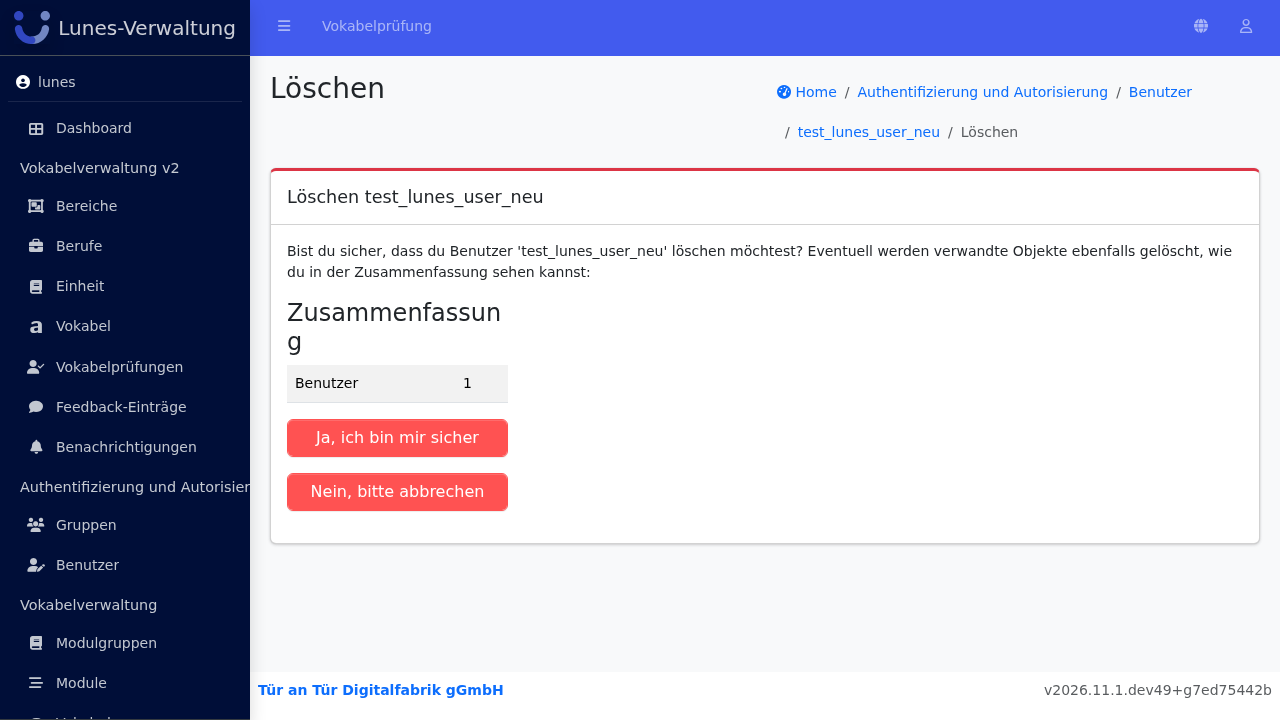 Lunes-Verwaltung
lunes
Dashboard
Vokabelverwaltung v2
Bereiche
Berufe
Einheit
Vokabel
Vokabelprüfungen
Feedback-Einträge
Benachrichtigungen
Authentifizierung und Autorisier
Gruppen
Benutzer
Vokabelverwaltung
Modulgruppen
Module
Vokabelprüfung
Löschen
Home / Authentifizierung und Autorisierung / Benutzer
/ test_lunes_user_neu / Löschen
Löschen test_lunes_user_neu
Bist du sicher, dass du Benutzer 'test_lunes_user_neu' löschen möchtest? Eventuell werden verwandte Objekte ebenfalls gelöscht, wie
du in der Zusammenfassung sehen kannst:
Zusammenfassun
g
Benutzer 1
Ja, ich bin mir sicher
Nein, bitte abbrechen
Tür an Tür Digitalfabrik gGmbH
v2026.11.1.dev49+g7ed75442b